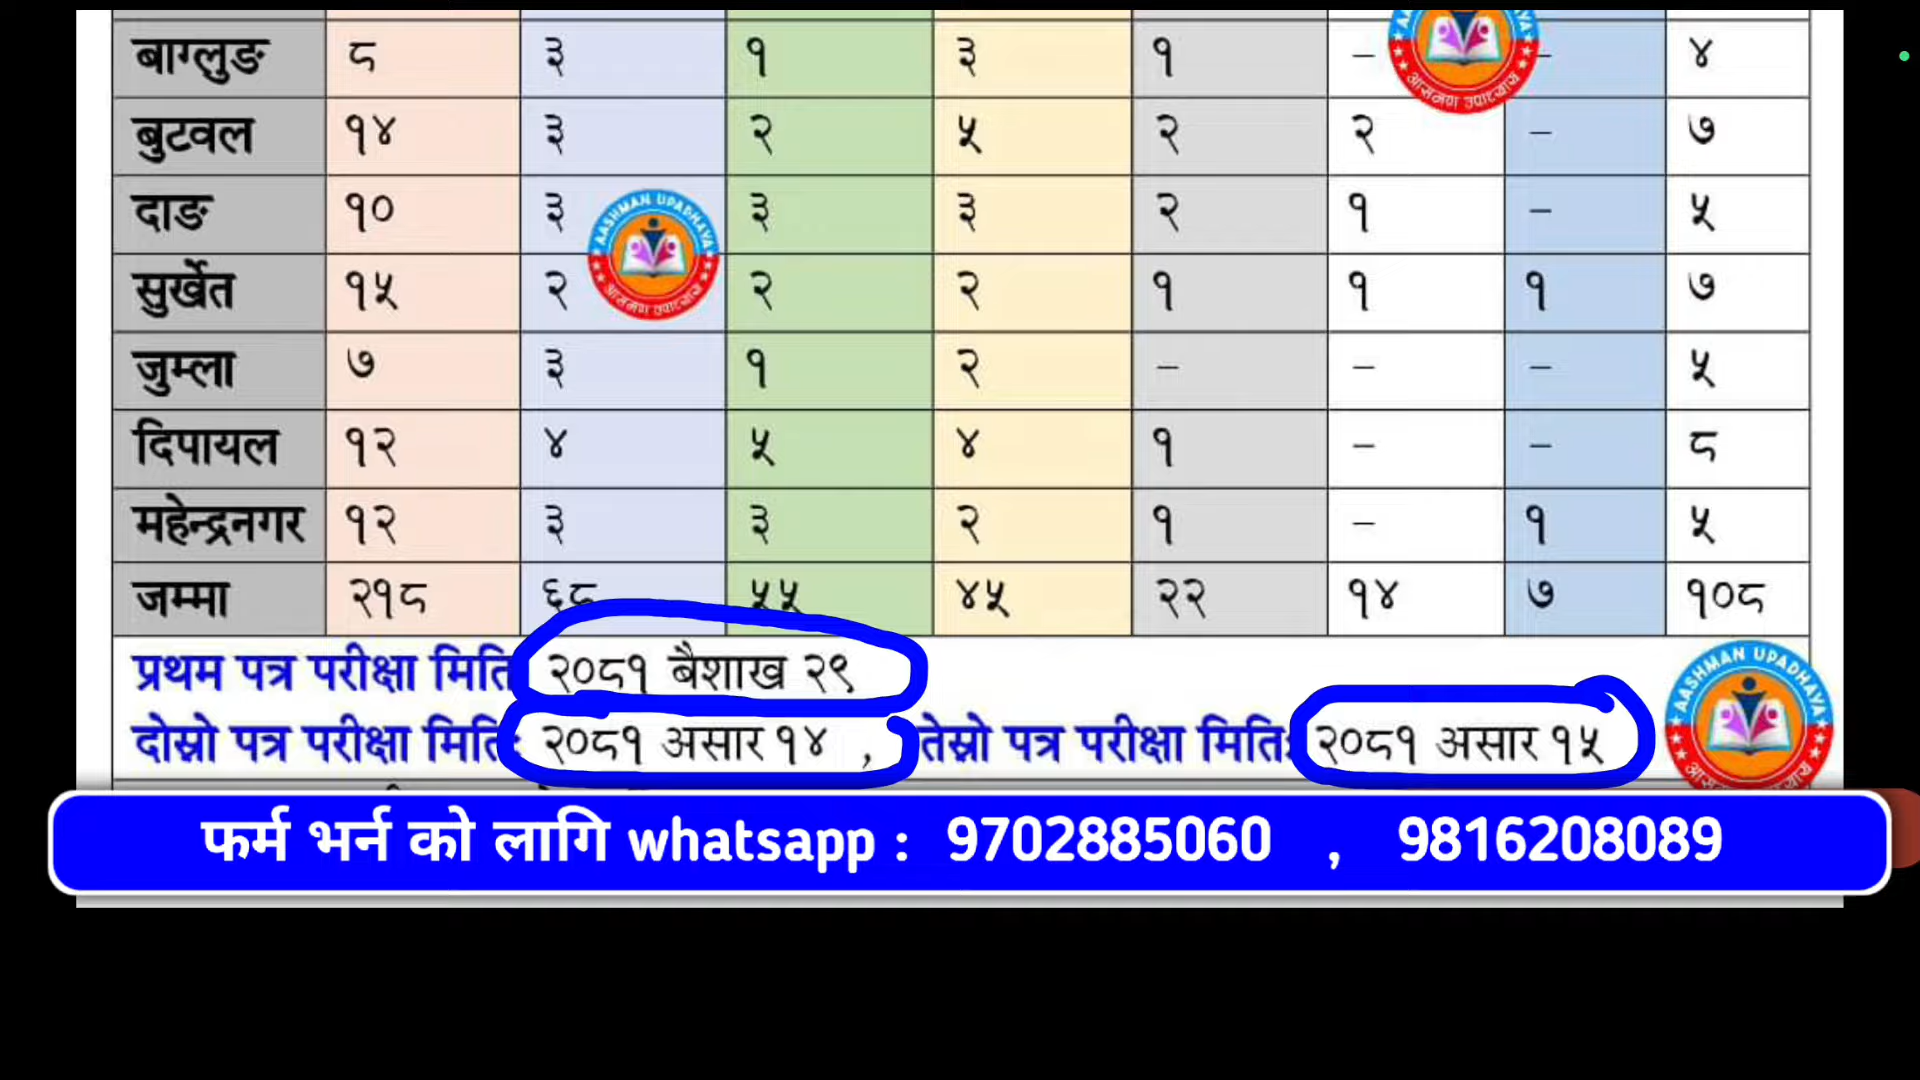 बाग्लुङ ८ ३ १ ३ १ – – ४
बुटवल १४ ३ २ ५ २ २ – ७
दाङ १० ३ ३ ३ २ १ – ५
सुर्खेत १५ २ २ २ १ १ १ ७
जुम्ला ७ ३ १ २ – – – ५
दिपायल १२ ४ ५ ४ १ – – ८
महेन्द्रनगर १२ ३ ३ २ १ – १ ५
जम्मा २१८ ६८ ५५ ४५ २२ १४ ७ १०८
प्रथम पत्र परीक्षा मिति २०८१ बैशाख २९
दोस्रो पत्र परीक्षा मिति: २०८१ असार १४ , तेस्रो पत्र परीक्षा मिति: २०८१ असार १५
फर्म भर्न को लागि whatsapp : 9702885060 , 9816208089
AASHMAN UPADHAYA
आसमण उपाध्याय